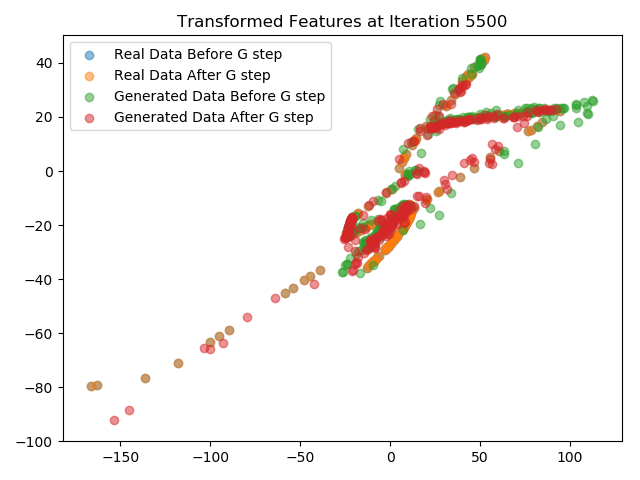 Transformed Features at Iteration 5500
Real Data Before G step
Real Data After G step
Generated Data Before G step
Generated Data After G step
40
20
0
−20
−40
−60
−80
−100
−150
−100
−50
0
50
100